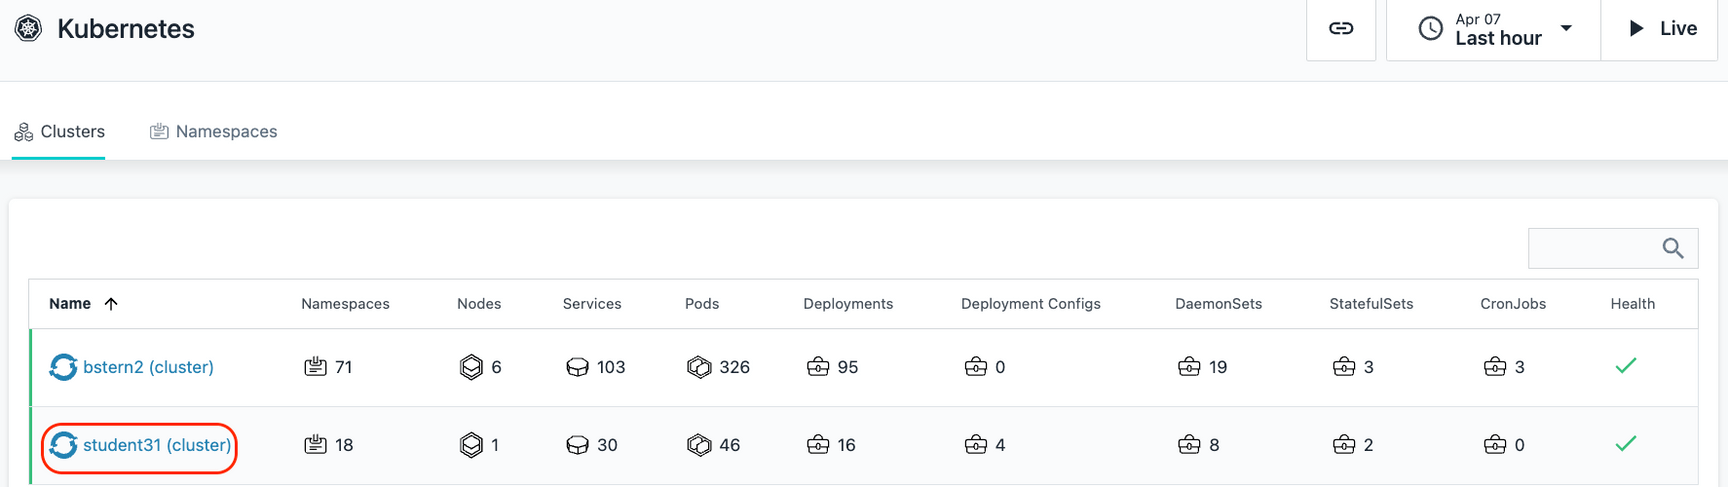 Kubernetes
Apr 07
Last hour
Live
Clusters Namespaces
Name Namespaces Nodes Services Pods Deployments Deployment Configs DaemonSets StatefulSets CronJobs Health
bstern2 (cluster) 71 6 103 326 95 0 19 3 3
student31 (cluster) 18 1 30 46 16 4 8 2 0